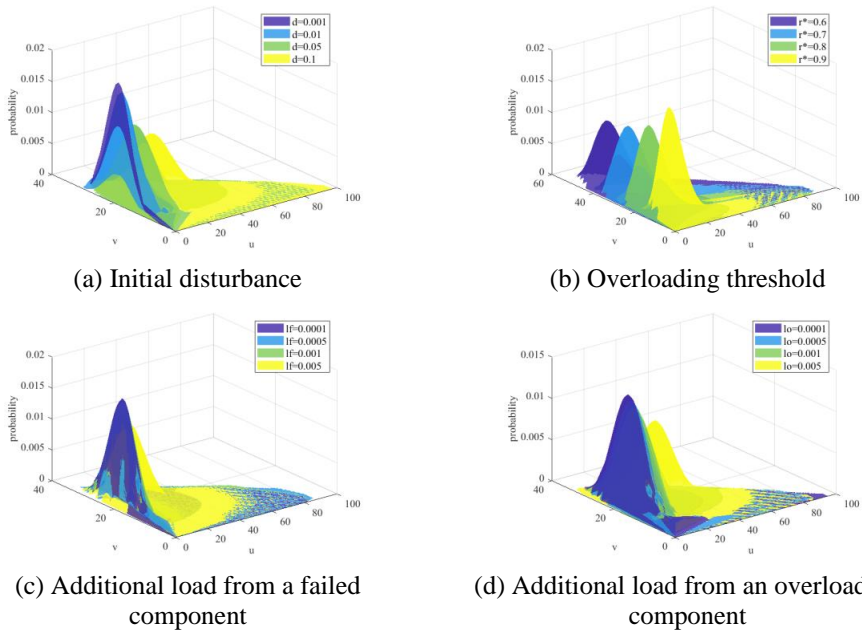 d=0.001
d=0.01
d=0.05
d=0.1
0.02
0.015
0.01
0.005
0
probability
40
20
0
v
0
20
40
60
80
100
u
(a) Initial disturbance
r*=0.6
r*=0.7
r*=0.8
r*=0.9
0.02
0.015
0.01
0.005
0
probability
60
40
20
0
v
0
20
40
60
80
100
u
(b) Overloading threshold
lf=0.0001
lf=0.0005
lf=0.001
lf=0.005
0.02
0.015
0.01
0.005
0
probability
40
20
0
v
0
20
40
60
80
100
u
(c) Additional load from a failed
component
lo=0.0001
lo=0.0005
lo=0.001
lo=0.005
0.015
0.01
0.005
0
probability
40
20
0
v
0
20
40
60
80
100
u
(d) Additional load from an overload
component